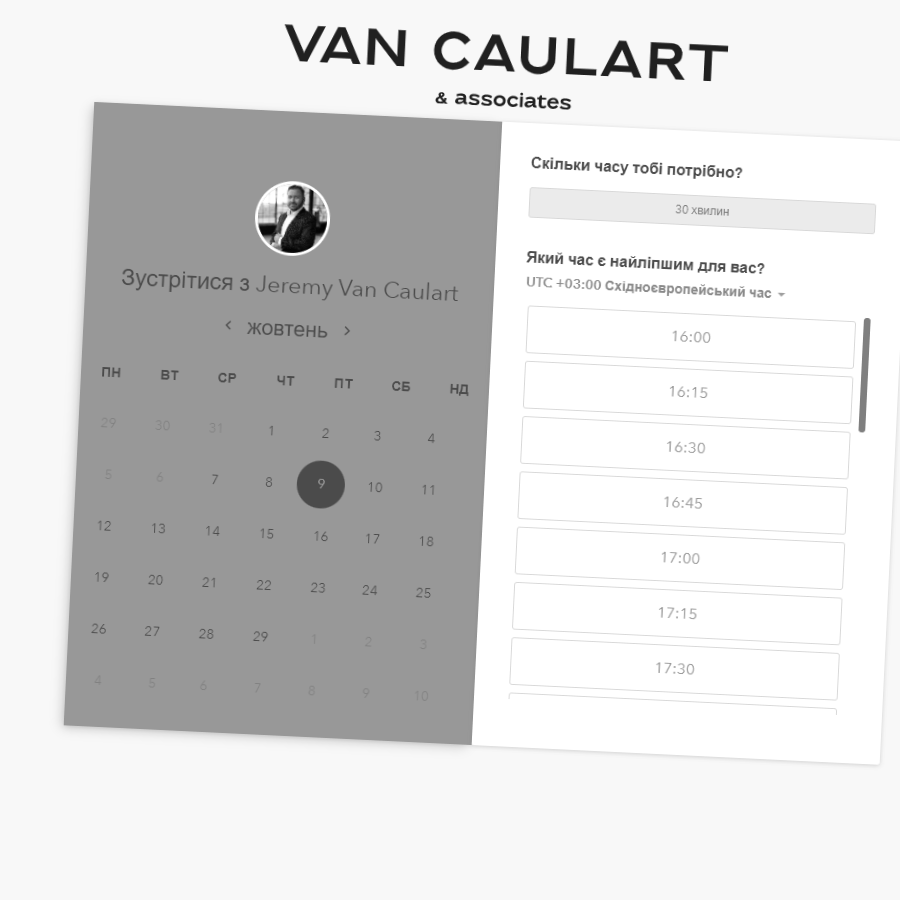 VAN CAULART
& associates
Зустрітися з Jeremy Van Caulart
жовтень
ПН ВТ СР ЧТ ПТ СБ НД
29 30 31 1 2 3 4
5 6 7 8 9 10 11
12 13 14 15 16 17 18
19 20 21 22 23 24 25
26 27 28 29 1 2 3
4 5 6 7 8 9 10
Скільки часу тобі потрібно?
30 хвилин
Який час є найліпшим для вас?
UTC +03:00 Східноєвропейський час
16:00
16:15
16:30
16:45
17:00
17:15
17:30